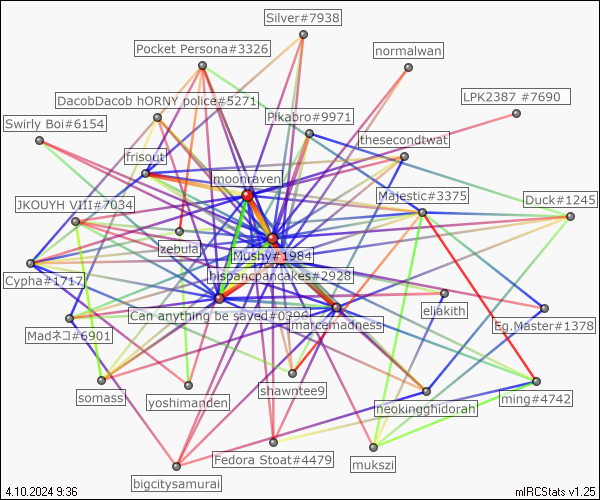 Silver#7938
Pocket Persona#3326
normalwan
LPK2387 #7690
DacobDacob hORNY police#5271
Pikabro#9971
Swirly Boi#6154
thesecondtwat
frisout
moonraven
Majestic#3375
Duck#1245
JKOUYH VIII#7034
zebula
Mushy#1984
hispancpancakes#2928
Cypha#1717
Can anything be saved#0396
eliakith
marcemadness
Eg.Master#1378
Madネコ#6901
shawntee9
somass
yoshimanden
neokingghidorah
ming#4742
Fedora Stoat#4479
mukszi
bigcitysamurai
4.10.2024 9:36
mIRCStats v1.25